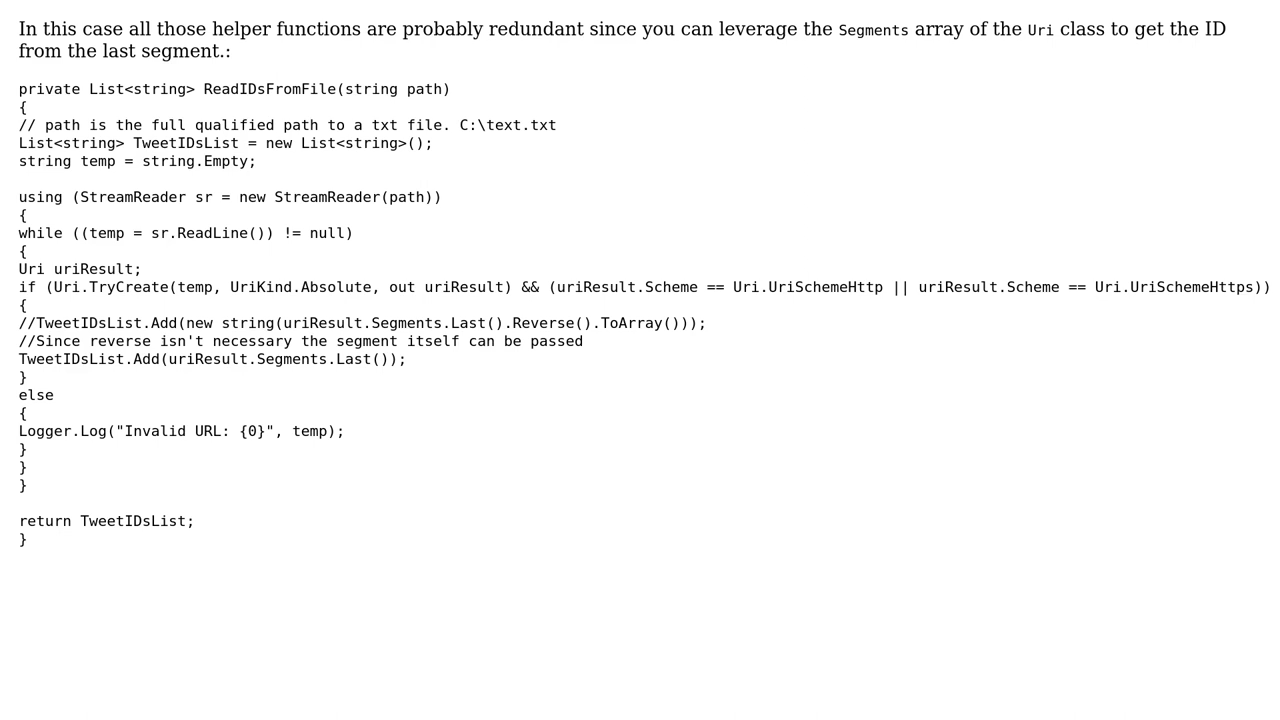 In this case all those helper functions are probably redundant since you can leverage the Segments array of the Uri class to get the ID
from the last segment.:
private List<string> ReadIDsFromFile(string path)
{
// path is the full qualified path to a txt file. C:\text.txt
List<string> TweetIDsList = new List<string>();
string temp = string.Empty;
using (StreamReader sr = new StreamReader(path))
{
while ((temp = sr.ReadLine()) != null)
{
Uri uriResult;
if (Uri.TryCreate(temp, UriKind.Absolute, out uriResult) && (uriResult.Scheme == Uri.UriSchemeHttp || uriResult.Scheme == Uri.UriSchemeHttps))
{
//TweetIDsList.Add(new string(uriResult.Segments.Last().Reverse().ToArray()));
//Since reverse isn't necessary the segment itself can be passed
TweetIDsList.Add(uriResult.Segments.Last());
}
else
{
Logger.Log("Invalid URL: {0}", temp);
}
}
}
return TweetIDsList;
}